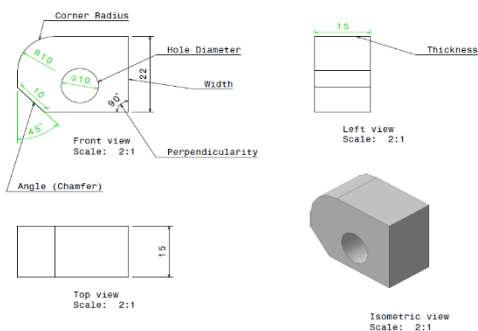 Corner Radius
Hole Diameter
R10
Φ10
22
Width
10
90°
45°
Front view
Scale: 2:1
Perpendicularity
Angle (Chamfer)
15
Thickness
Left view
Scale: 2:1
15
Top view
Scale: 2:1
Isometric view
Scale: 2:1